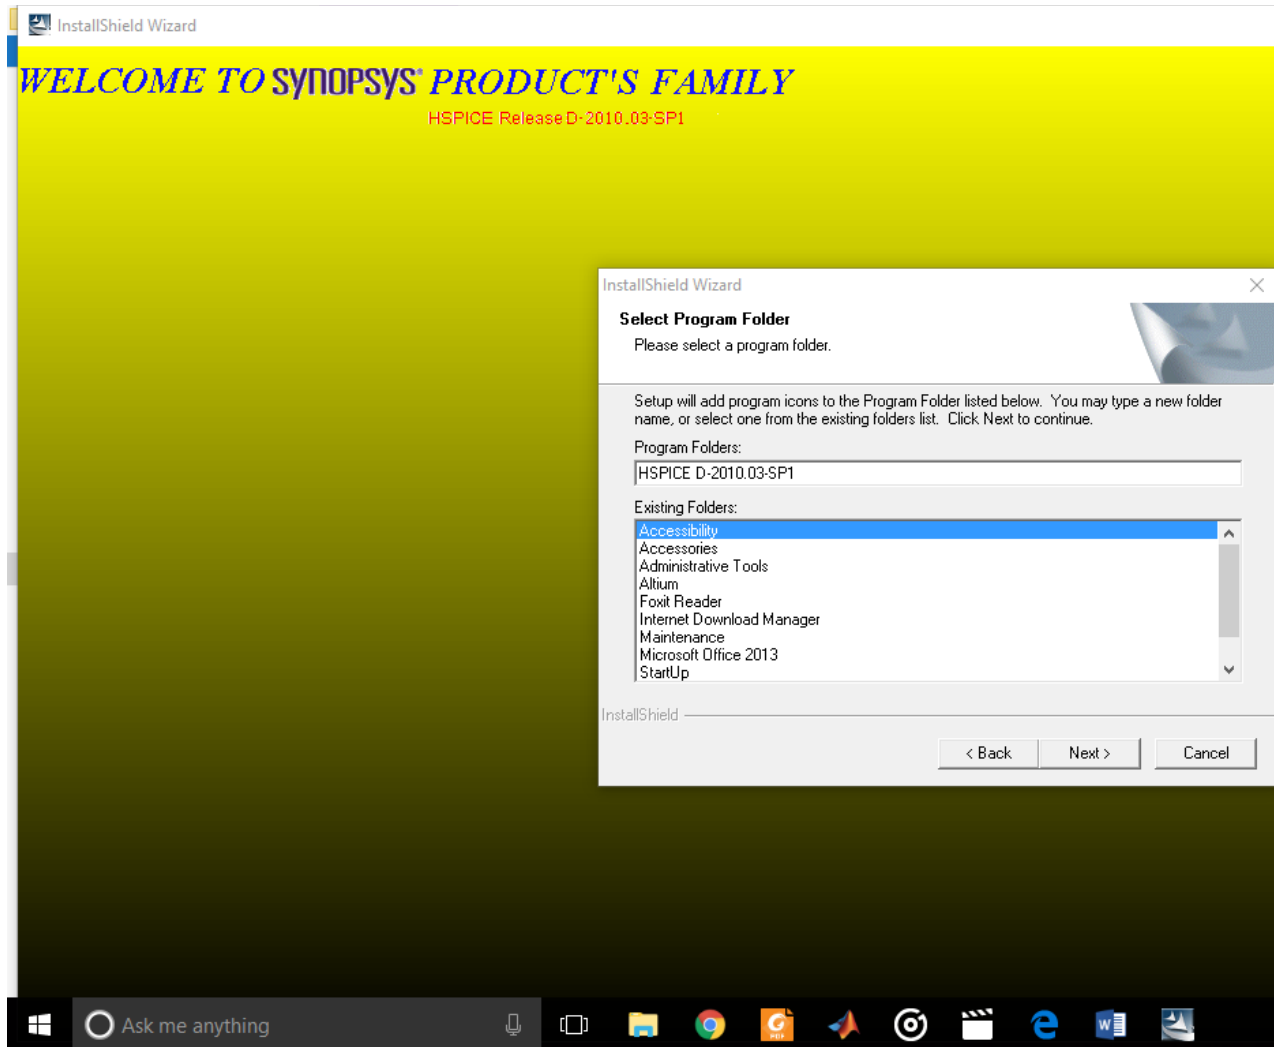 InstallShield Wizard
WELCOME TO SYNOPSYS® PRODUCT'S FAMILY
HSPICE Release D-2010.03-SP1
InstallShield Wizard
Select Program Folder
Please select a program folder.
Setup will add program icons to the Program Folder listed below. You may type a new folder
name, or select one from the existing folders list. Click Next to continue.
Program Folders:
HSPICE D-2010.03-SP1
Existing Folders:
Accessibility
Accessories
Administrative Tools
Altium
Foxit Reader
Internet Download Manager
Maintenance
Microsoft Office 2013
StartUp
InstallShield
< Back Next > Cancel
Ask me anything